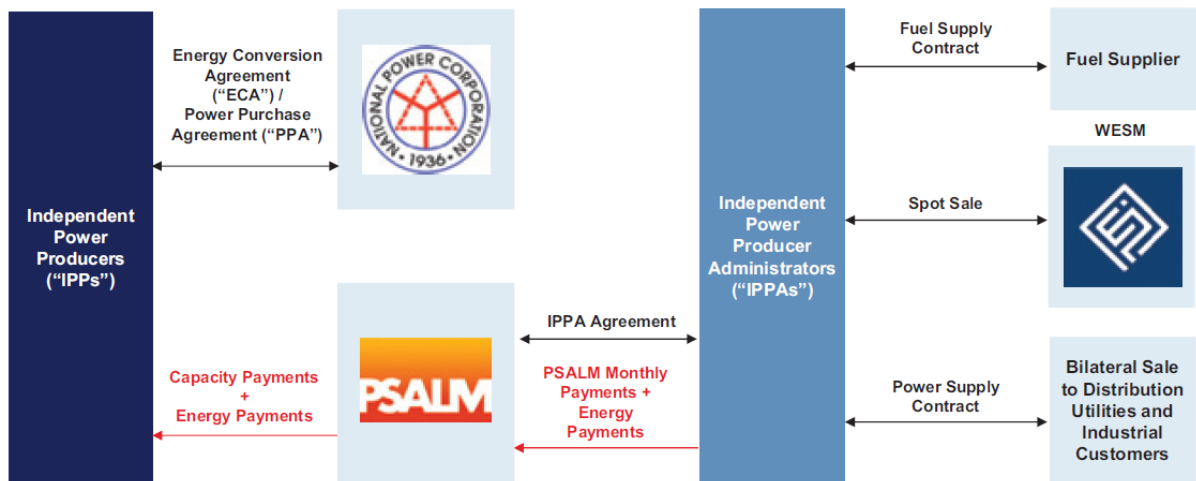 Independent
Power
Producers
(“IPPs”)
Energy Conversion
Agreement
(“ECA”) /
Power Purchase
Agreement (“PPA”)
NATIONAL POWER CORPORATION
• 1936 •
Capacity Payments
+
Energy Payments
PSALM
IPPA Agreement
PSALM Monthly
Payments +
Energy
Payments
Independent
Power
Producer
Administrators
(“IPPAs”)
Fuel Supply
Contract
Fuel Supplier
WESM
Spot Sale
Power Supply
Contract
Bilateral Sale
to Distribution
Utilities and
Industrial
Customers